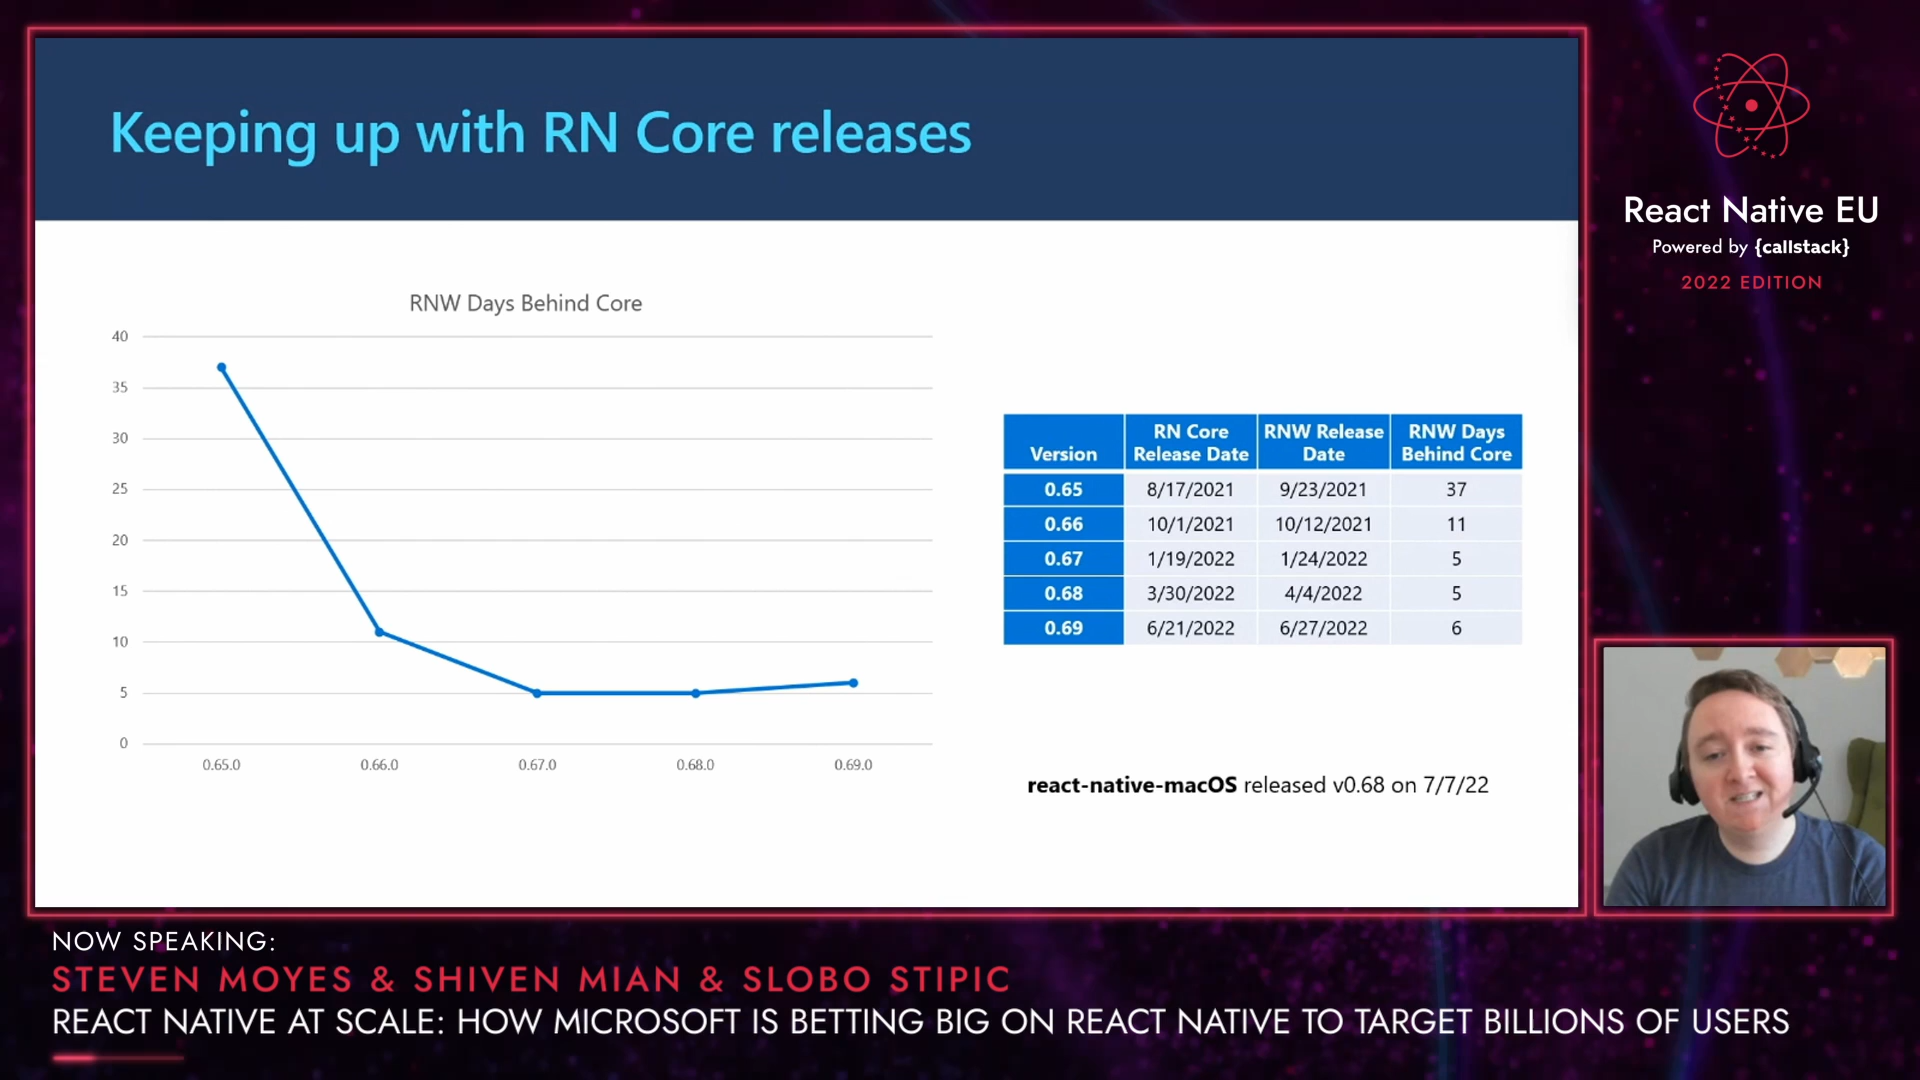 Keeping up with RN Core releases
RNW Days Behind Core
40
35
30
25
20
15
10
5
0
0.65.0 0.66.0 0.67.0 0.68.0 0.69.0
Version RN Core Release Date RNW Release Date RNW Days Behind Core
0.65 8/17/2021 9/23/2021 37
0.66 10/1/2021 10/12/2021 11
0.67 1/19/2022 1/24/2022 5
0.68 3/30/2022 4/4/2022 5
0.69 6/21/2022 6/27/2022 6
react-native-macOS released v0.68 on 7/7/22
React Native EU
Powered by {callstack}
2022 EDITION
NOW SPEAKING:
STEVEN MOYES & SHIVEN MIAN & SLOBO STIPIC
REACT NATIVE AT SCALE: HOW MICROSOFT IS BETTING BIG ON REACT NATIVE TO TARGET BILLIONS OF USERS